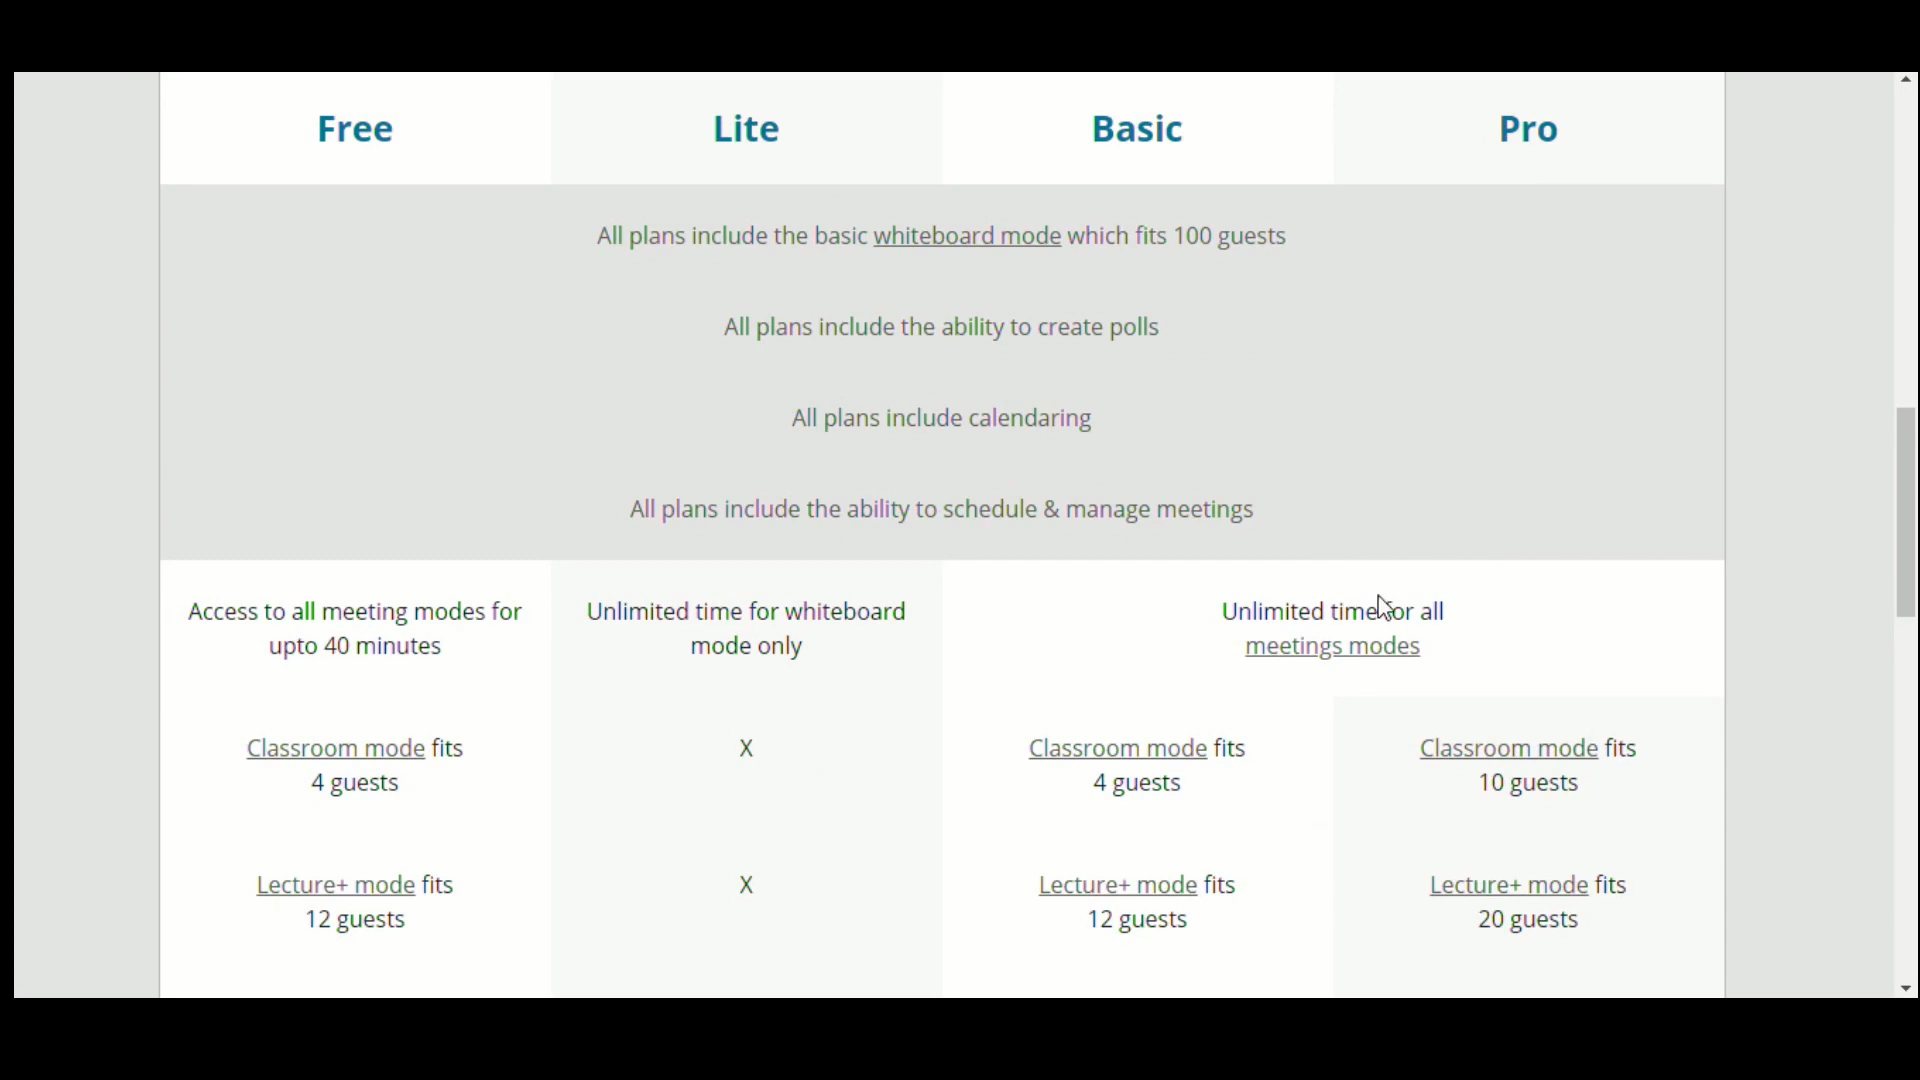 Free Lite Basic Pro
All plans include the basic whiteboard mode which fits 100 guests
All plans include the ability to create polls
All plans include calendaring
All plans include the ability to schedule & manage meetings
Access to all meeting modes for
upto 40 minutes
Unlimited time for whiteboard
mode only
Unlimited time for all
meetings modes
Classroom mode fits
4 guests
X
Classroom mode fits
4 guests
Classroom mode fits
10 guests
Lecture+ mode fits
12 guests
X
Lecture+ mode fits
12 guests
Lecture+ mode fits
20 guests